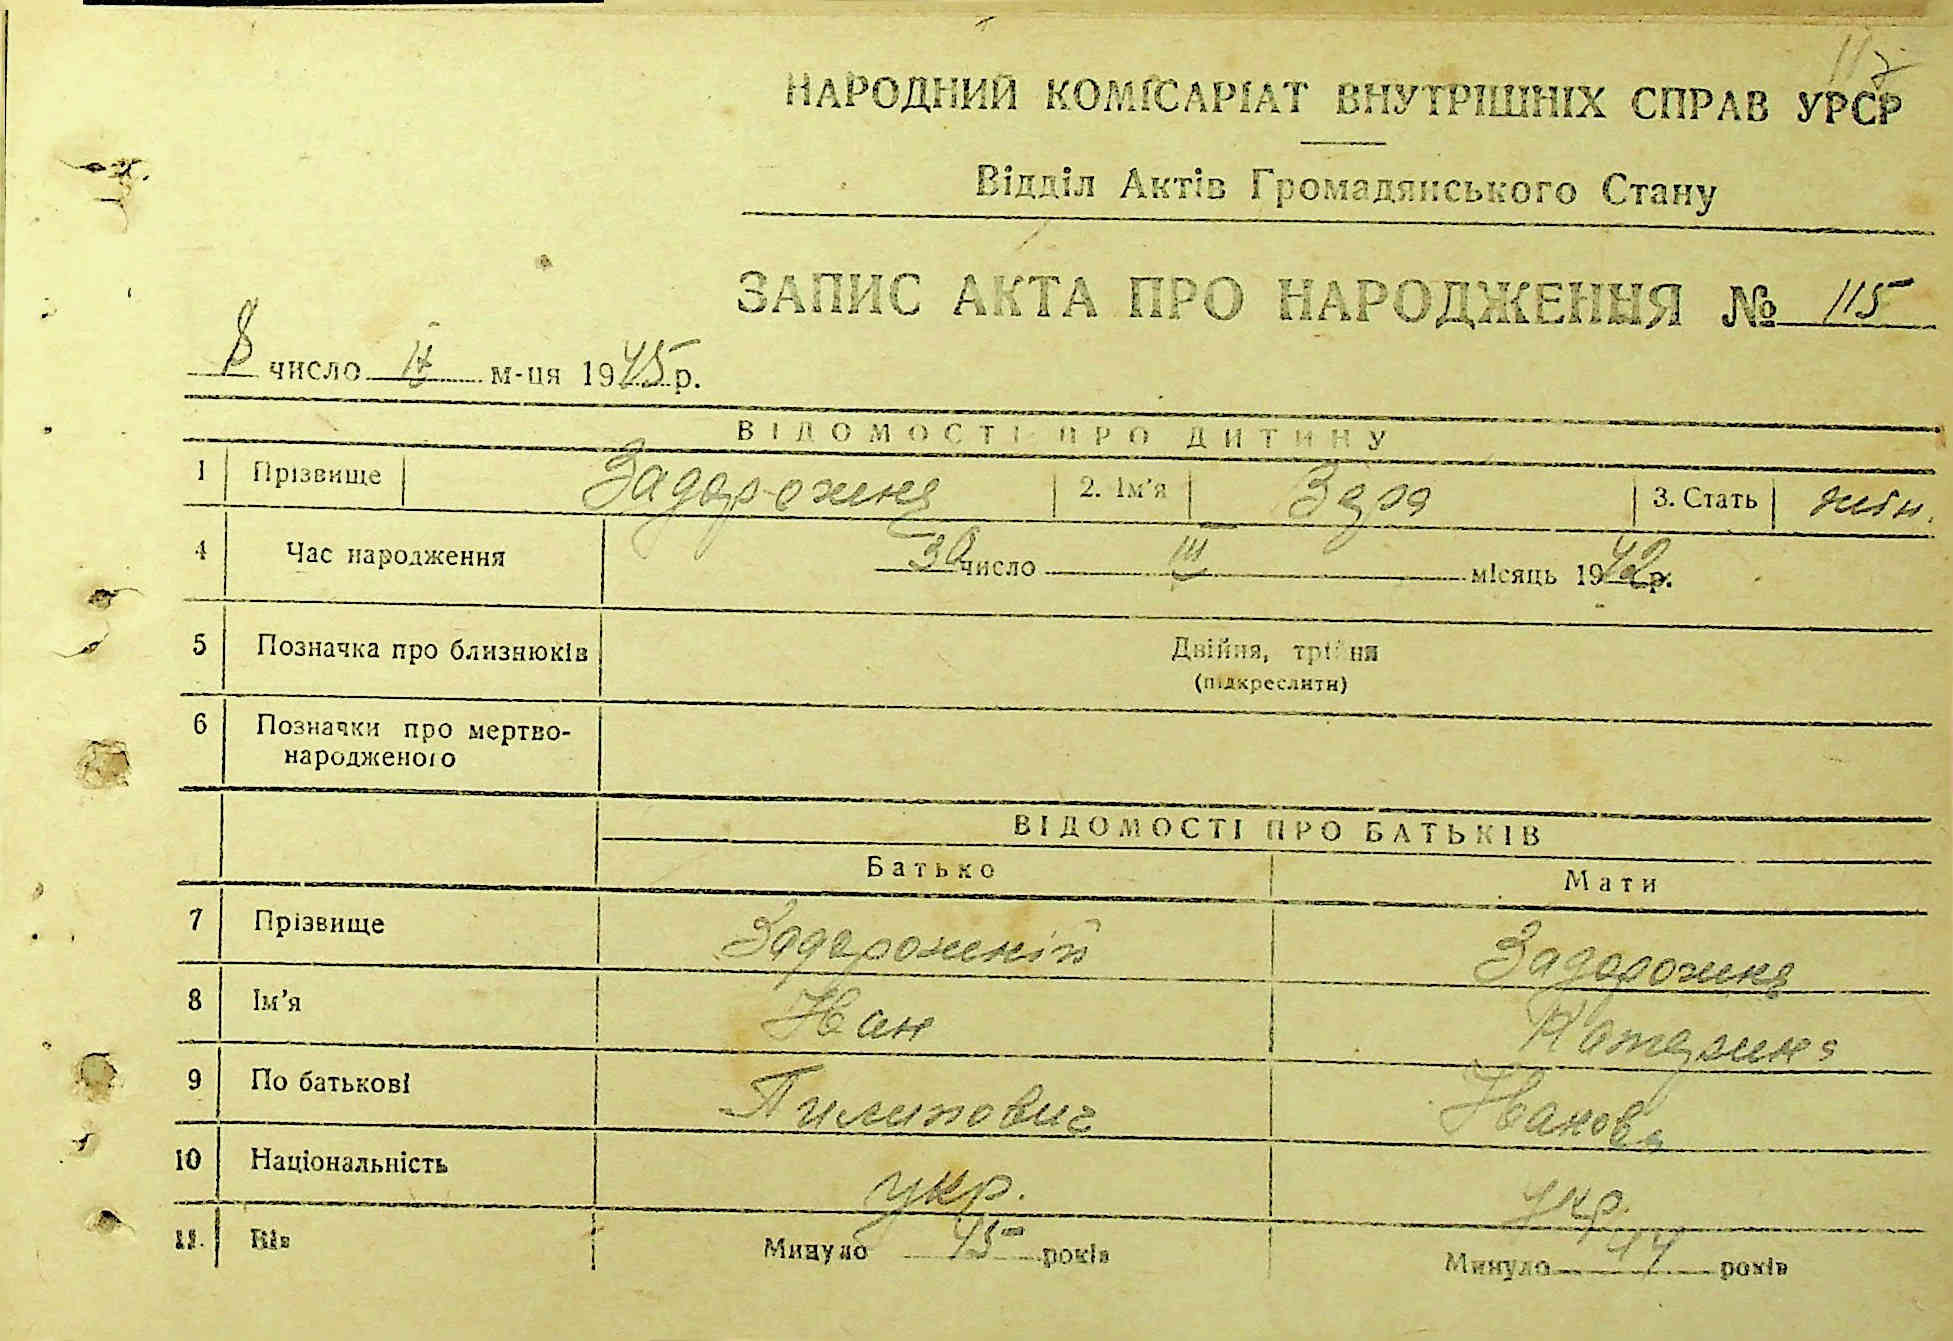 117
НАРОДНИЙ КОМІСАРІАТ ВНУТРІШНІХ СПРАВ УРСР
Відділ Актів Громадянського Стану
ЗАПИС АКТА ПРО НАРОДЖЕННЯ № 115
8 число м-ця 1945 р.
ВІДОМОСТІ ПРО ДИТИНУ
1 Прізвище Задорожня 2. Ім'я Зоя 3. Стать жін.
4 Час народження 30 число III місяць 1942 р.
5 Позначка про близнюків Двійня, трійня
(підкреслити)
6 Позначки про мертво-
народженого
ВІДОМОСТІ ПРО БАТЬКІВ
Батько Мати
7 Прізвище Задорожній Задорожня
8 Ім'я Іван Катерина
9 По батькові Пилипович Іванова
10 Національність укр. укр.
11. Вік Минуло 45 років Минуло 44 років